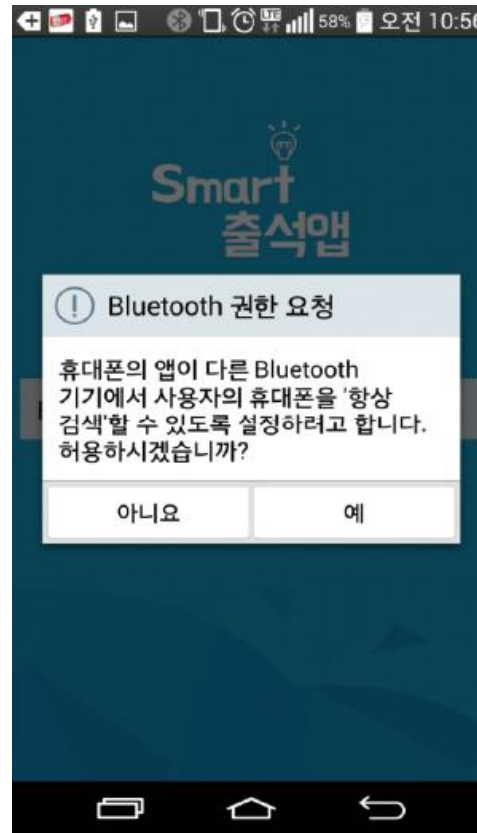 58% 오전 10:56
Smart
출석앱
Bluetooth 권한 요청
휴대폰의 앱이 다른 Bluetooth
기기에서 사용자의 휴대폰을 '항상
검색'할 수 있도록 설정하려고 합니다.
허용하시겠습니까?
아니요 예